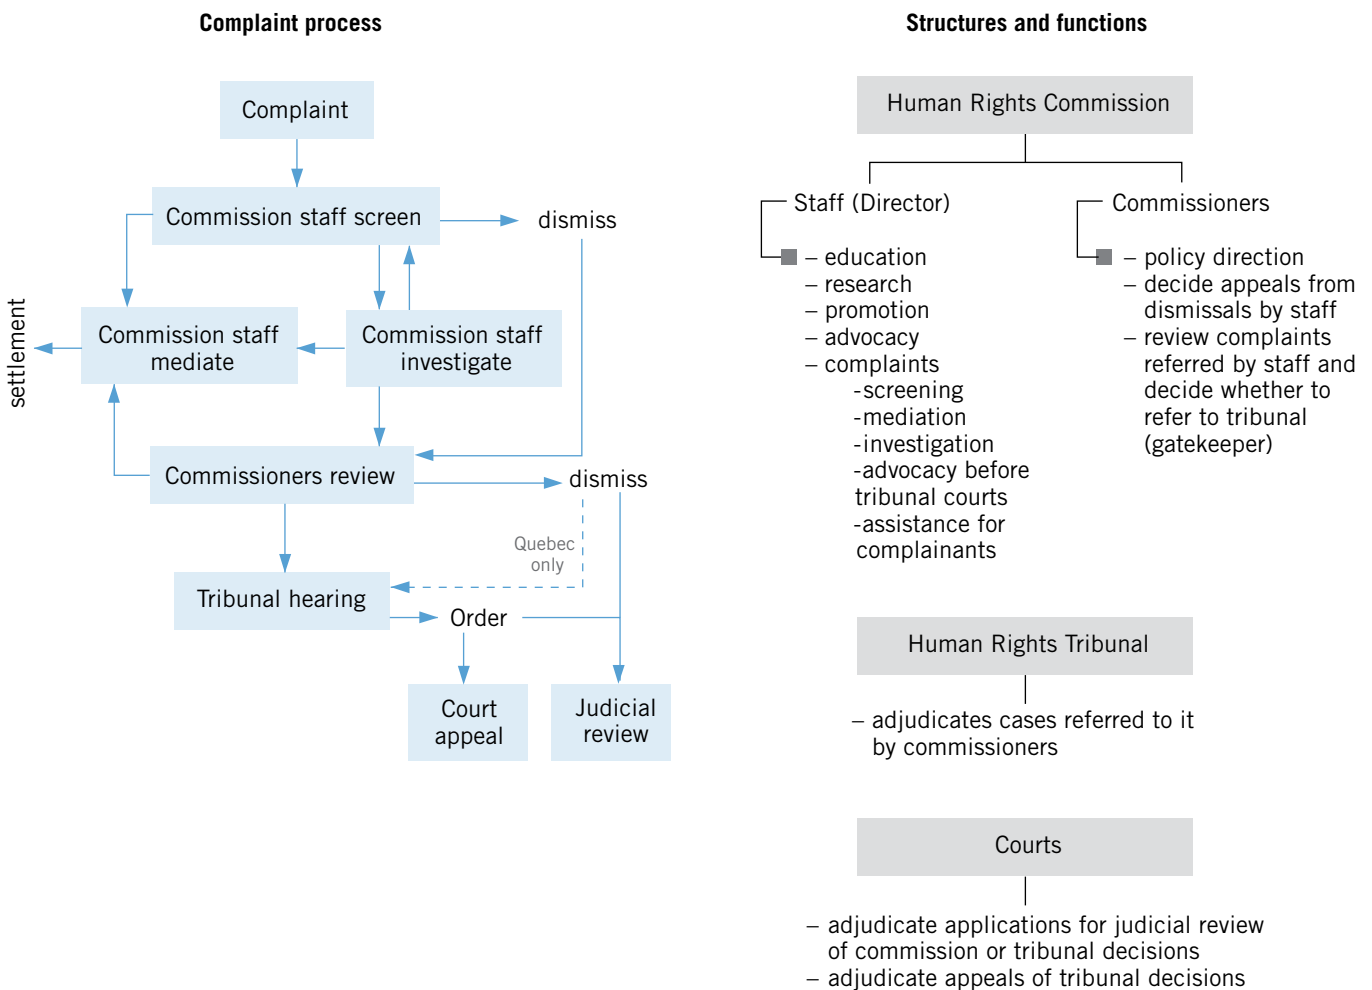 Complaint process
Complaint
Commission staff screen
dismiss
Commission staff
mediate
Commission staff
investigate
settlement
Commissioners review
dismiss
Quebec
only
Tribunal hearing
Order
Court
appeal
Judicial
review
Structures and functions
Human Rights Commission
Staff (Director)
– education
– research
– promotion
– advocacy
– complaints
-screening
-mediation
-investigation
-advocacy before
tribunal courts
-assistance for
complainants
Commissioners
– policy direction
– decide appeals from
dismissals by staff
– review complaints
referred by staff and
decide whether to
refer to tribunal
(gatekeeper)
Human Rights Tribunal
– adjudicates cases referred to it
by commissioners
Courts
– adjudicate applications for judicial review
of commission or tribunal decisions
– adjudicate appeals of tribunal decisions